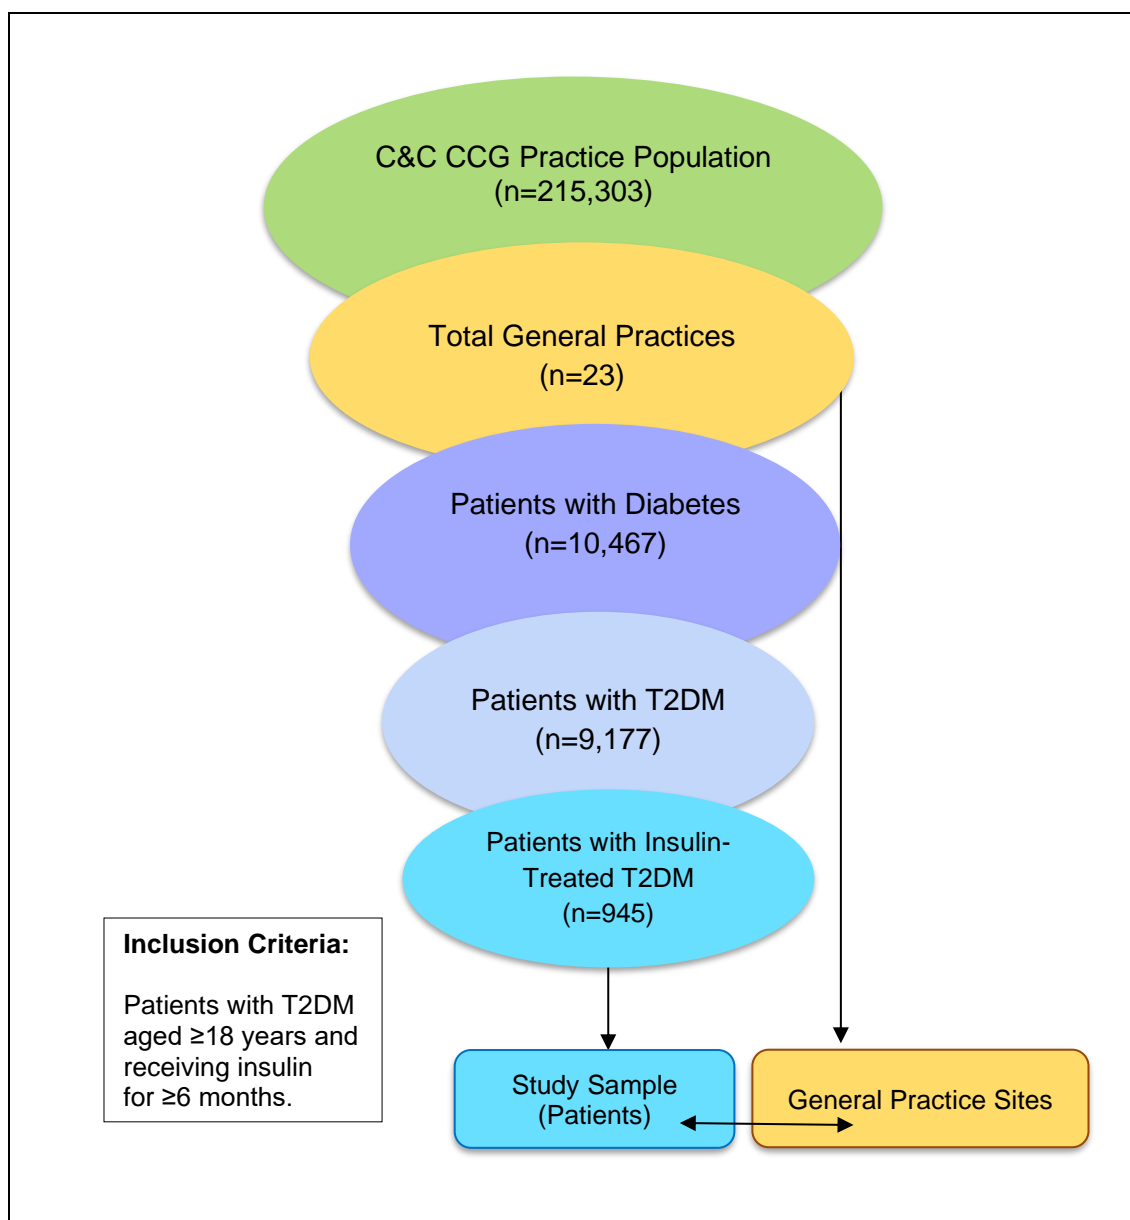 C&C CCG Practice Population
(n=215,303)
Total General Practices
(n=23)
Patients with Diabetes
(n=10,467)
Patients with T2DM
(n=9,177)
Patients with Insulin-
Treated T2DM
(n=945)
Inclusion Criteria:
Patients with T2DM
aged ≥18 years and
receiving insulin
for ≥6 months.
Study Sample
(Patients)
General Practice Sites